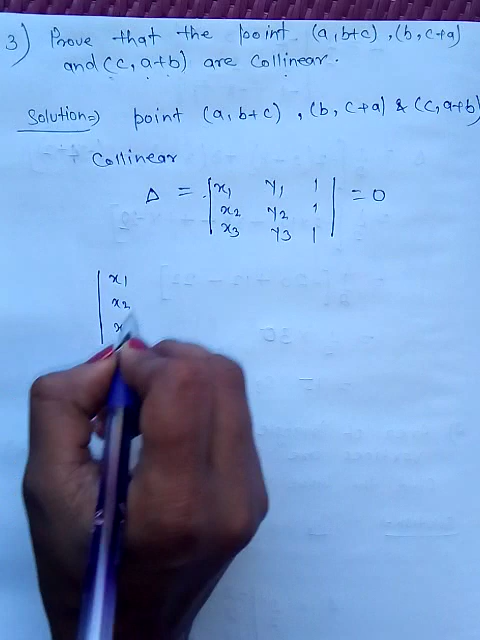 3) Prove that the point (a, b+c), (b, c+a)
and (c, a+b) are collinear.
Solution⇒ point (a, b+c), (b, c+a) & (c, a+b)
Collinear
Δ = | x1 y1 1 | = 0
| x2 y2 1 |
| x3 y3 1 |
| x1
x2
x